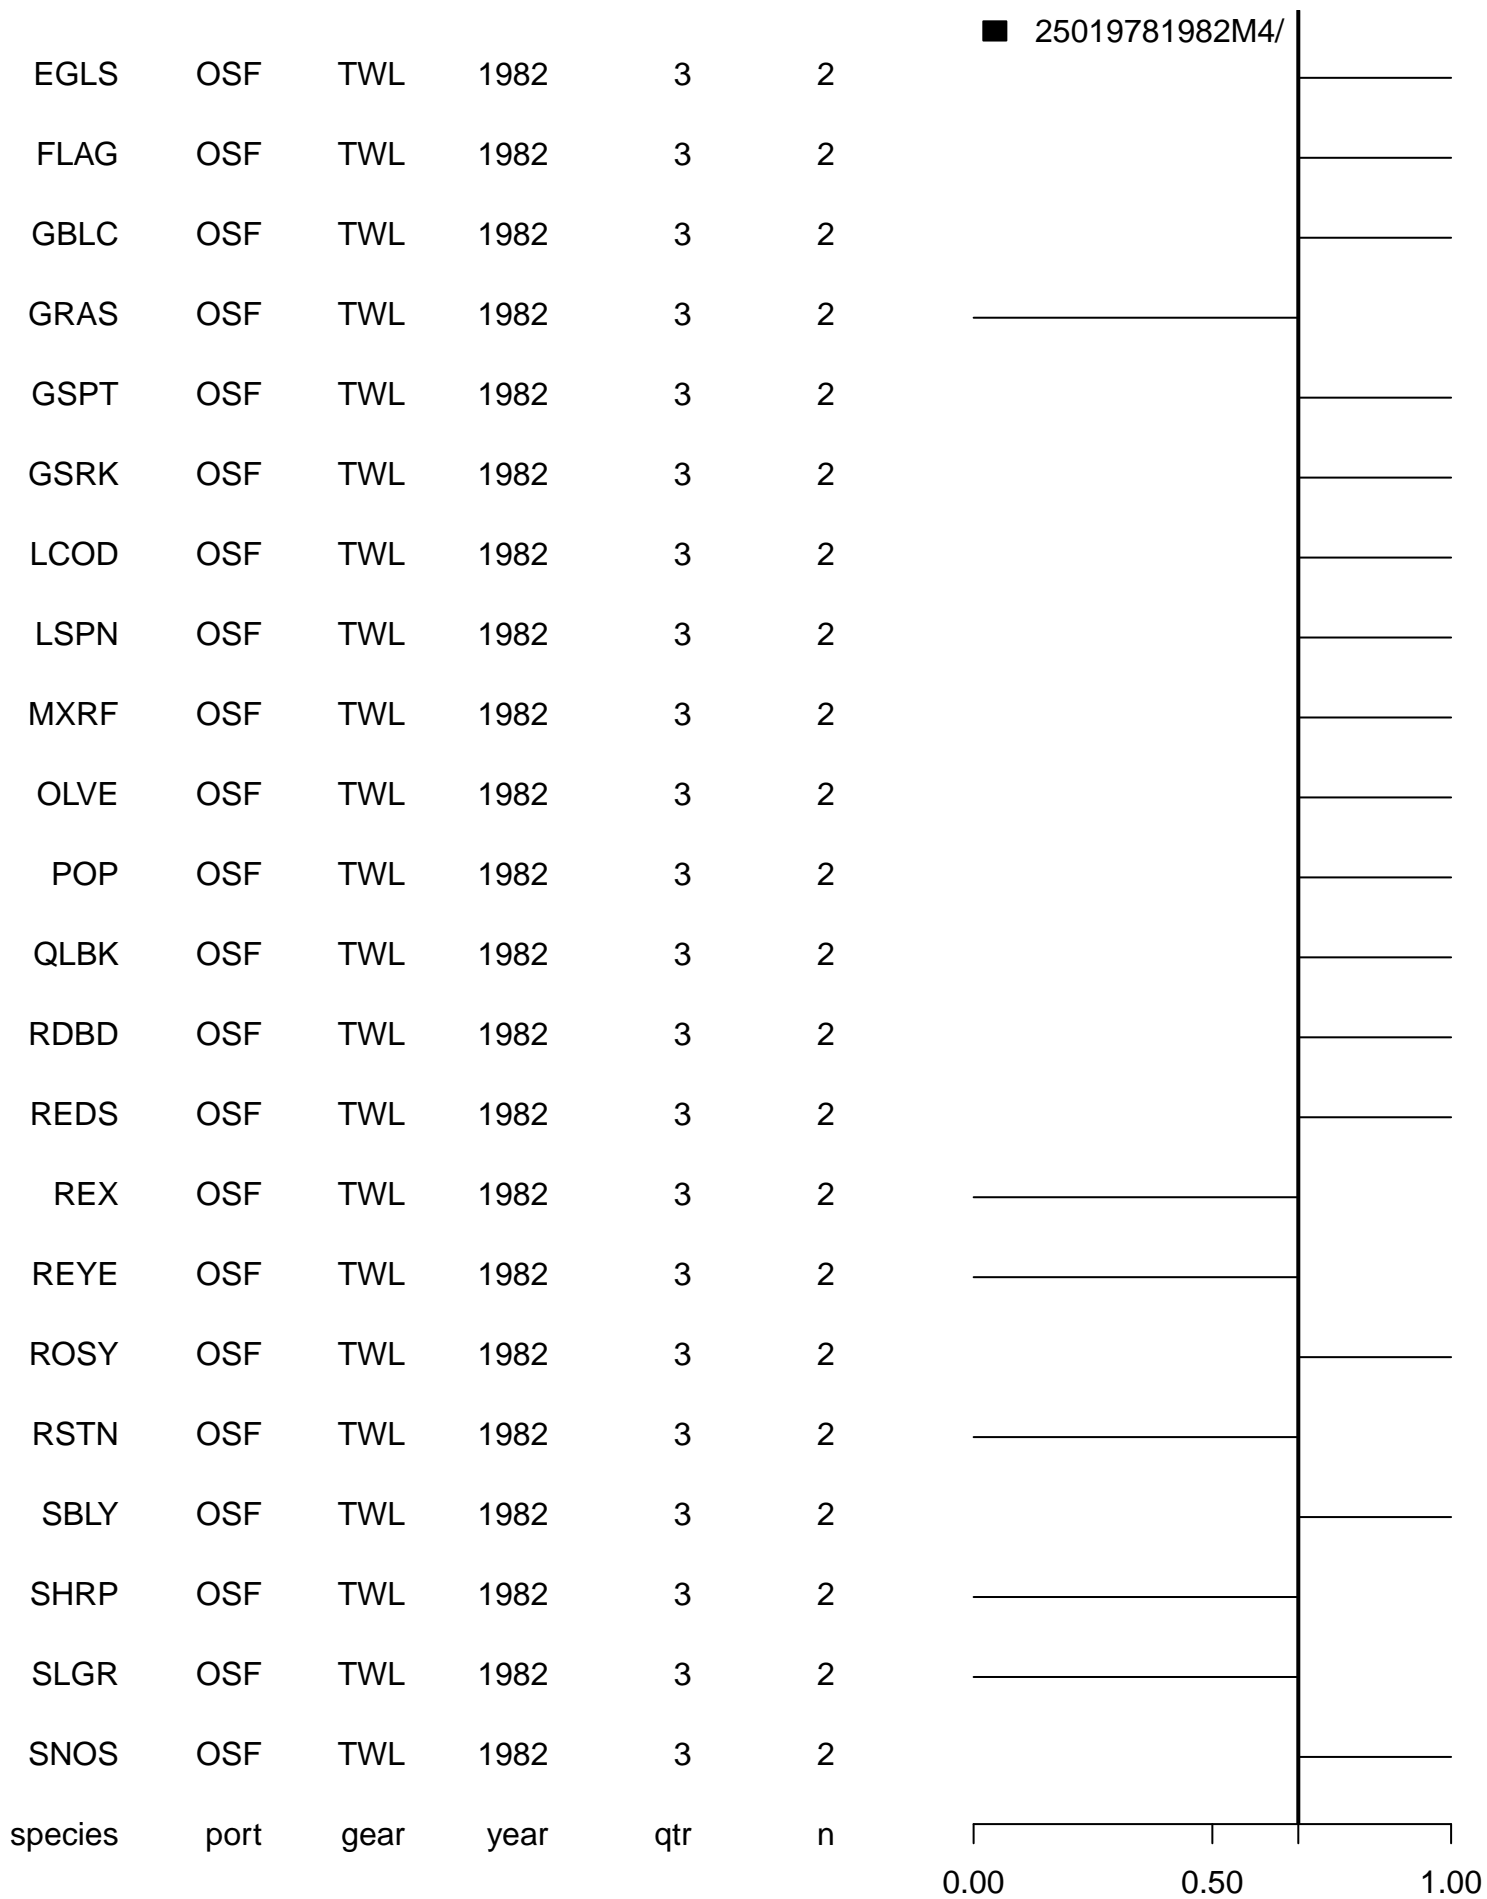 25019781982M4/
EGLS OSF TWL 1982 3 2
FLAG OSF TWL 1982 3 2
GBLC OSF TWL 1982 3 2
GRAS OSF TWL 1982 3 2
GSPT OSF TWL 1982 3 2
GSRK OSF TWL 1982 3 2
LCOD OSF TWL 1982 3 2
LSPN OSF TWL 1982 3 2
MXRF OSF TWL 1982 3 2
OLVE OSF TWL 1982 3 2
POP OSF TWL 1982 3 2
QLBK OSF TWL 1982 3 2
RDBD OSF TWL 1982 3 2
REDS OSF TWL 1982 3 2
REX OSF TWL 1982 3 2
REYE OSF TWL 1982 3 2
ROSY OSF TWL 1982 3 2
RSTN OSF TWL 1982 3 2
SBLY OSF TWL 1982 3 2
SHRP OSF TWL 1982 3 2
SLGR OSF TWL 1982 3 2
SNOS OSF TWL 1982 3 2
species port gear year qtr n
0.00 0.50 1.00